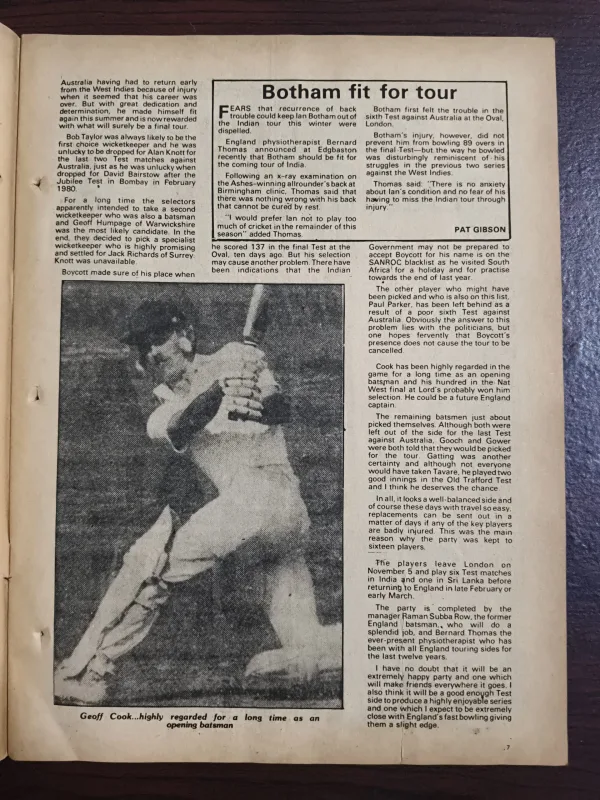 Australia having had to return early
from the West Indies because of injury
when it seemed that his career was
over. But with great dedication and
determination, he made himself fit
again this summer and is now rewarded
with what will surely be a final tour.
Bob Taylor was always likely to be the
first choice wicketkeeper and he was
unlucky to be dropped for Alan Knott for
the last two Test matches against
Australia, just as he was unlucky when
dropped for David Bairstow after the
Jubilee Test in Bombay in February
1980.
For a long time the selectors
apparently intended to take a second
wicketkeeper who was also a batsman
and Geoff Humpage of Warwickshire
was the most likely candidate. In the
end, they decided to pick a specialist
wicketkeeper who is highly promising
and settled for Jack Richards of Surrey.
Knott was unavailable.
Boycott made sure of his place when
Botham fit for tour
FEARS that recurrence of back
trouble could keep Ian Botham out of
the Indian tour this winter were
dispelled.
England physiotherapist Bernard
Thomas announced at Edgbaston
recently that Botham should be fit for
the coming tour of India.
Following an x-ray examination on
the Ashes-winning allrounder's back at
Birmingham clinic, Thomas said that
there was nothing wrong with his back
that cannot be cured by rest.
"I would prefer Ian not to play too
much of cricket in the remainder of this
season" added Thomas.
Botham first felt the trouble in the
sixth Test against Australia at the Oval,
London.
Botham's injury, however, did not
prevent him from bowling 89 overs in
the final Test—but the way he bowled
was disturbingly reminiscent of his
struggles in the previous two series
against the West Indies.
Thomas said: "There is no anxiety
about Ian's condition and no fear of his
having to miss the Indian tour through
injury."
PAT GIBSON
he scored 137 in the final Test at the
Oval, ten days ago. But his selection
may cause another problem. There have
been indications that the Indian
Government may not be prepared to
accept Boycott for his name is on the
SANROC blacklist as he visited South
Africa for a holiday and for practise
towards the end of last year.
The other player who might have
been picked and who is also on this list,
Paul Parker, has been left behind as a
result of a poor sixth Test against
Australia. Obviously the answer to this
problem lies with the politicians, but
one hopes fervently that Boycott's
presence does not cause the tour to be
cancelled.
Cook has been highly regarded in the
game for a long time as an opening
batsman and his hundred in the Nat
West final at Lord's probably won him
selection. He could be a future England
captain.
The remaining batsmen just about
picked themselves. Although both were
left out of the side for the last Test
against Australia, Gooch and Gower
were both told that they would be picked
for the tour. Gatting was another
certainty and although not everyone
would have taken Tavare, he played two
good innings in the Old Trafford Test
and I think he deserves the chance.
In all, it looks a well-balanced side and
of course these days with travel so easy,
replacements can be sent out in a
matter of days if any of the key players
are badly injured. This was the main
reason why the party was kept to
sixteen players.
The players leave London on
November 5 and play six Test matches
in India and one in Sri Lanka before
returning to England in late February or
early March.
The party is completed by the
manager Raman Subba Row, the former
England batsman, who will do a
splendid job, and Bernard Thomas the
ever-present physiotherapist who has
been with all England touring sides for
the last twelve years.
I have no doubt that it will be an
extremely happy party and one which
will make friends everywhere it goes. I
also think it will be a good enough Test
side to produce a highly enjoyable series
and one which I expect to be extremely
close with England's fast bowling giving
them a slight edge.
Geoff Cook...highly regarded for a long time as an
opening batsman
7